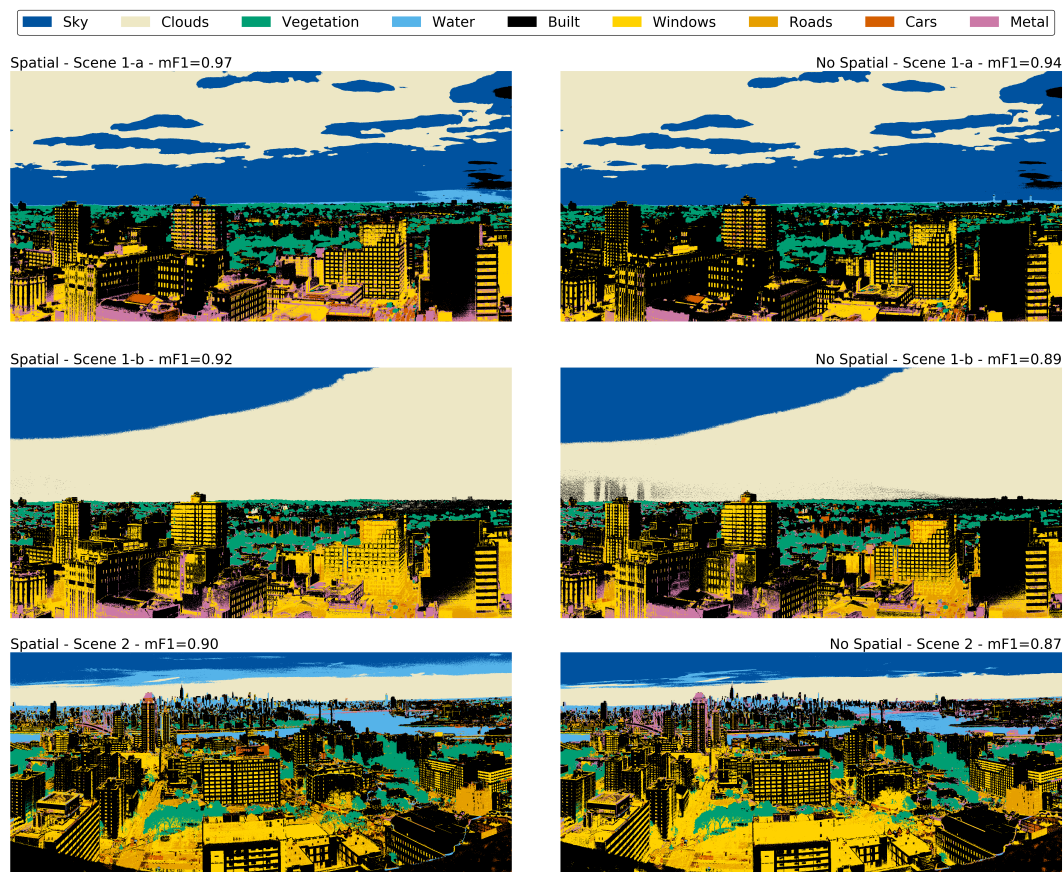 Sky Clouds Vegetation Water Built Windows Roads Cars Metal
Spatial - Scene 1-a - mF1=0.97
No Spatial - Scene 1-a - mF1=0.94
Spatial - Scene 1-b - mF1=0.92
No Spatial - Scene 1-b - mF1=0.89
Spatial - Scene 2 - mF1=0.90
No Spatial - Scene 2 - mF1=0.87